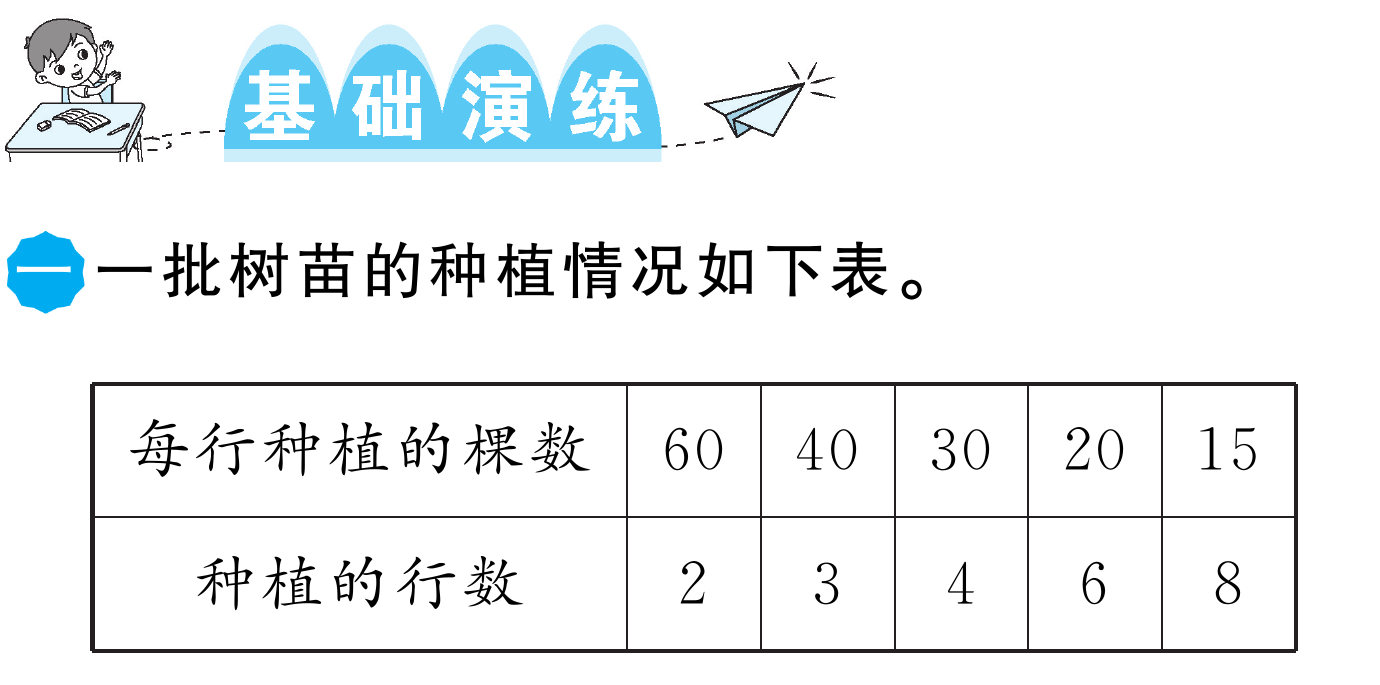 基础演练
一 一批树苗的种植情况如下表。
每行种植的棵数 60 40 30 20 15
种植的行数 2 3 4 6 8